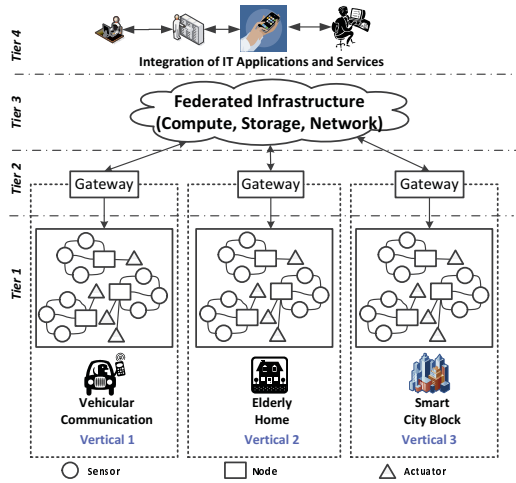 Tier 4
Integration of IT Applications and Services
Tier 3
Federated Infrastructure
(Compute, Storage, Network)
Tier 2
Gateway
Gateway
Gateway
Tier 1
Vehicular
Communication
Vertical 1
Elderly
Home
Vertical 2
Smart
City Block
Vertical 3
Sensor
Node
Actuator